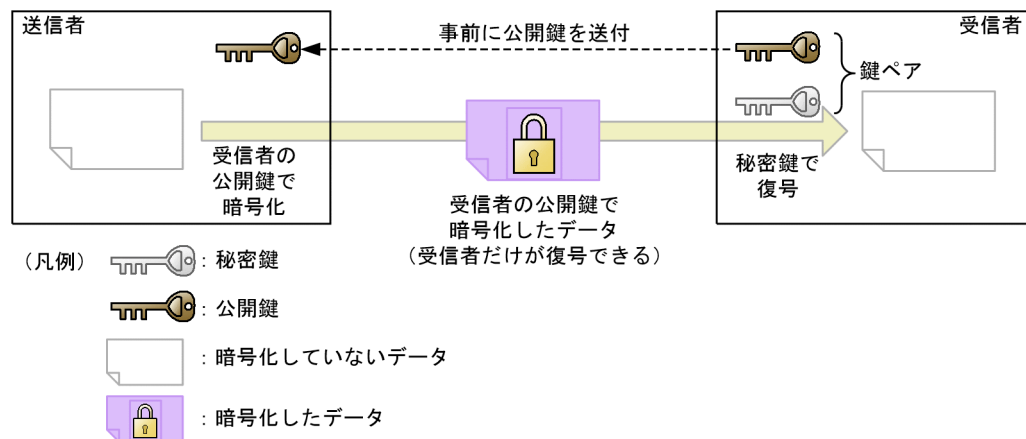 送信者
受信者
事前に公開鍵を送付
鍵ペア
受信者の
公開鍵で
暗号化
秘密鍵で
復号
受信者の公開鍵で
暗号化したデータ
（受信者だけが復号できる）
（凡例）
：秘密鍵
：公開鍵
：暗号化していないデータ
：暗号化したデータ